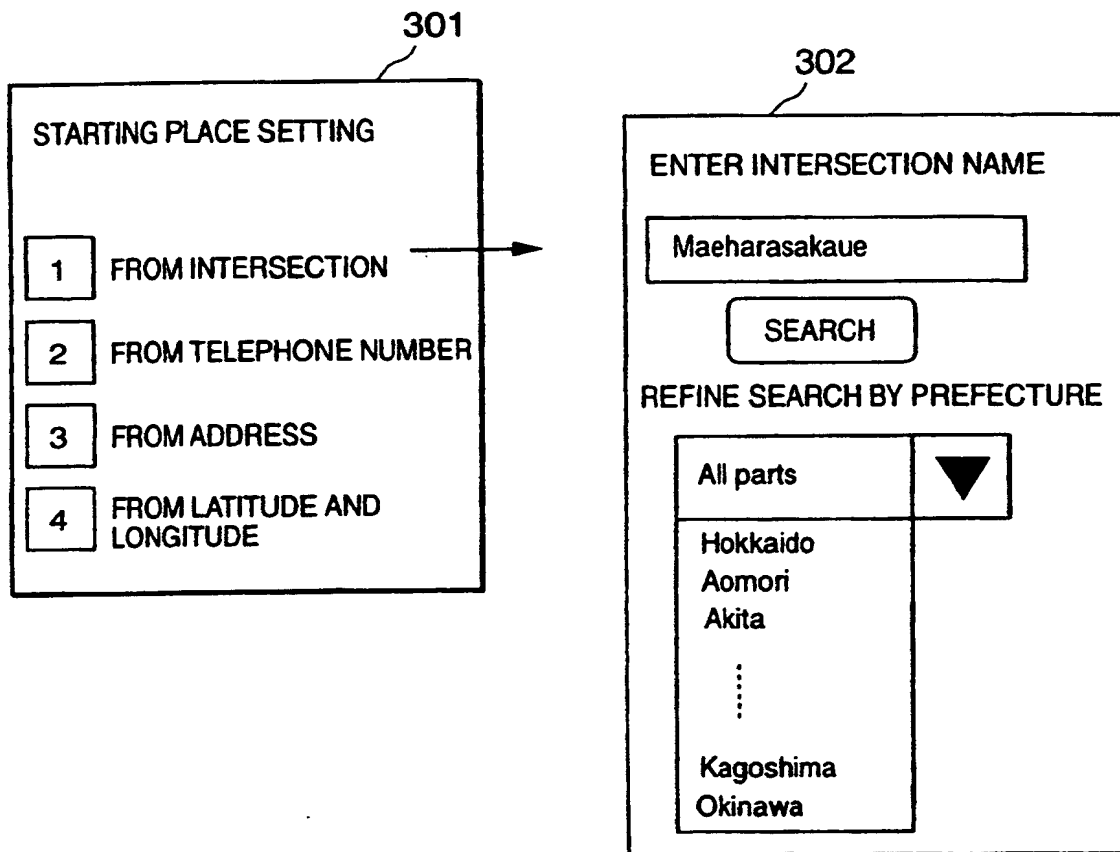 301
STARTING PLACE SETTING
1 FROM INTERSECTION
2 FROM TELEPHONE NUMBER
3 FROM ADDRESS
4 FROM LATITUDE AND
LONGITUDE
302
ENTER INTERSECTION NAME
Maeharasakaue
SEARCH
REFINE SEARCH BY PREFECTURE
All parts
Hokkaido
Aomori
Akita
Kagoshima
Okinawa